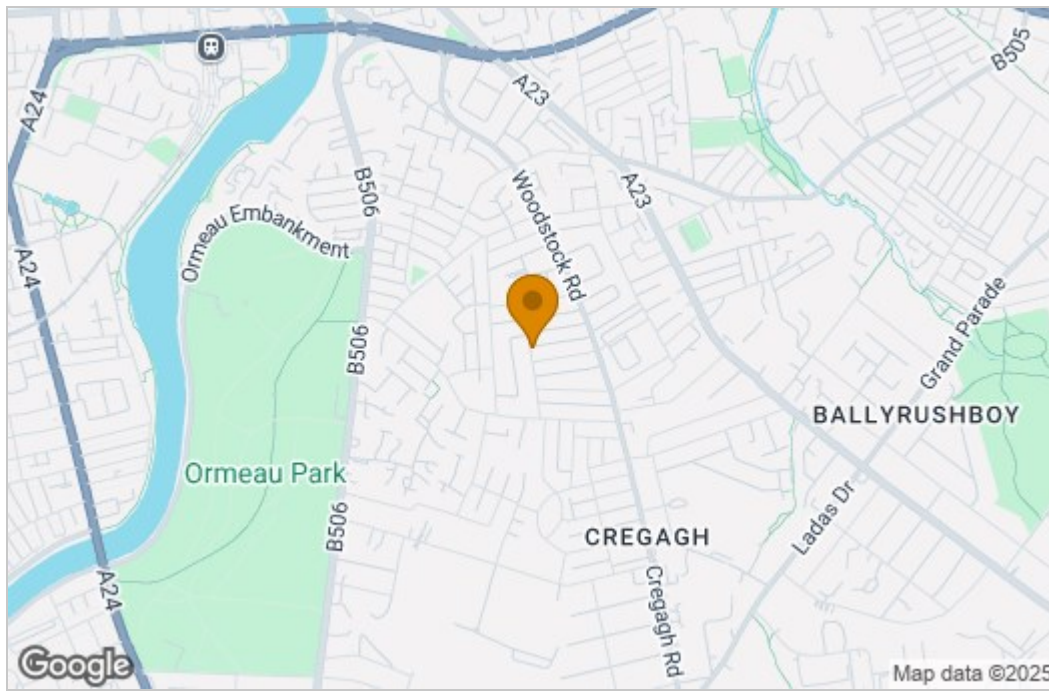 A24
A23
B505
A23
B506
Woodstock Rd
Ormeau Embankment
A24
Grand Parade
B506
BALLYRUSHBOY
Ormeau Park
B506
Ladas Dr
CREGAGH
A24
Cregagh Rd
Google
Map data ©2025